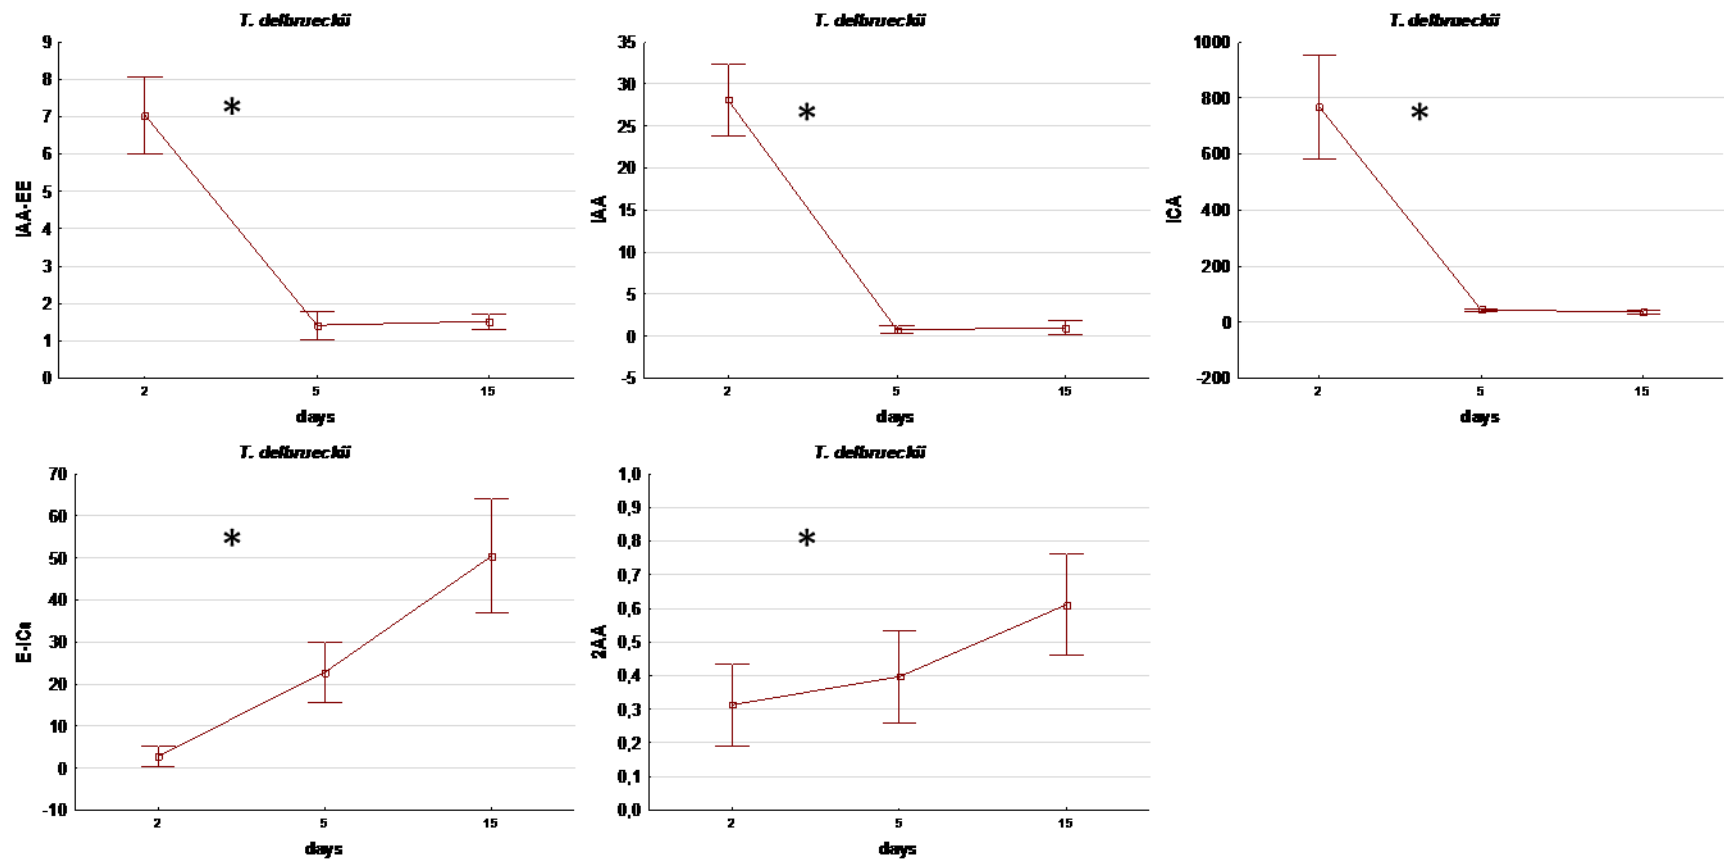 T. delbrueckii
9
8
7
6
5
4
3
2
1
0
IAA-EE
*
2 5 15
days
T. delbrueckii
35
30
25
20
15
10
5
0
-5
IAA
*
2 5 15
days
T. delbrueckii
1000
800
600
400
200
0
-200
ICA
*
2 5 15
days
T. delbrueckii
70
60
50
40
30
20
10
0
-10
E-ICa
*
2 5 15
days
T. delbrueckii
1,0
0,9
0,8
0,7
0,6
0,5
0,4
0,3
0,2
0,1
0,0
2AA
*
2 5 15
days